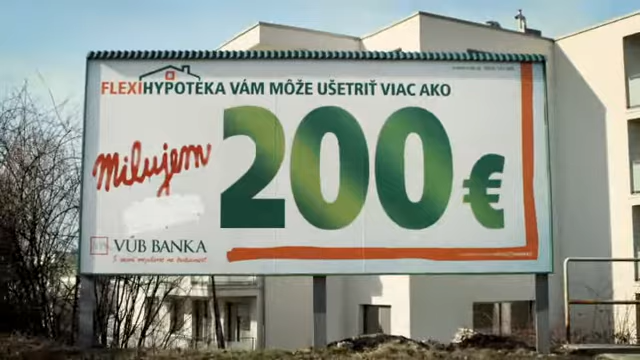 FLEXIHYPOTÉKA VÁM MÔŽE UŠETRIŤ VIAC AKO
Milujem
200€
VÚB BANKA